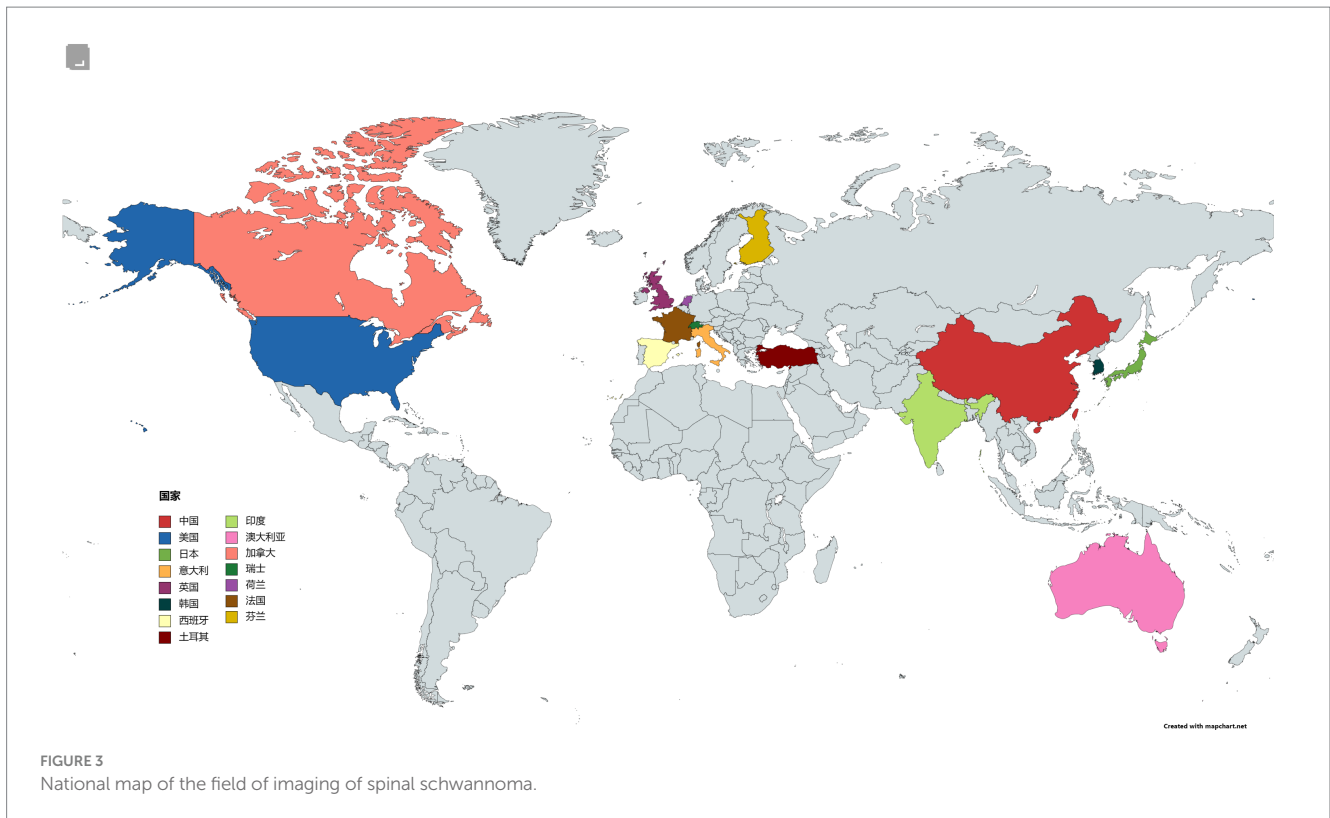 国家
中国
美国
日本
意大利
英国
韩国
西班牙
土耳其
印度
澳大利亚
加拿大
瑞士
荷兰
法国
芬兰
Created with mapchart.net
FIGURE 3
National map of the field of imaging of spinal schwannoma.